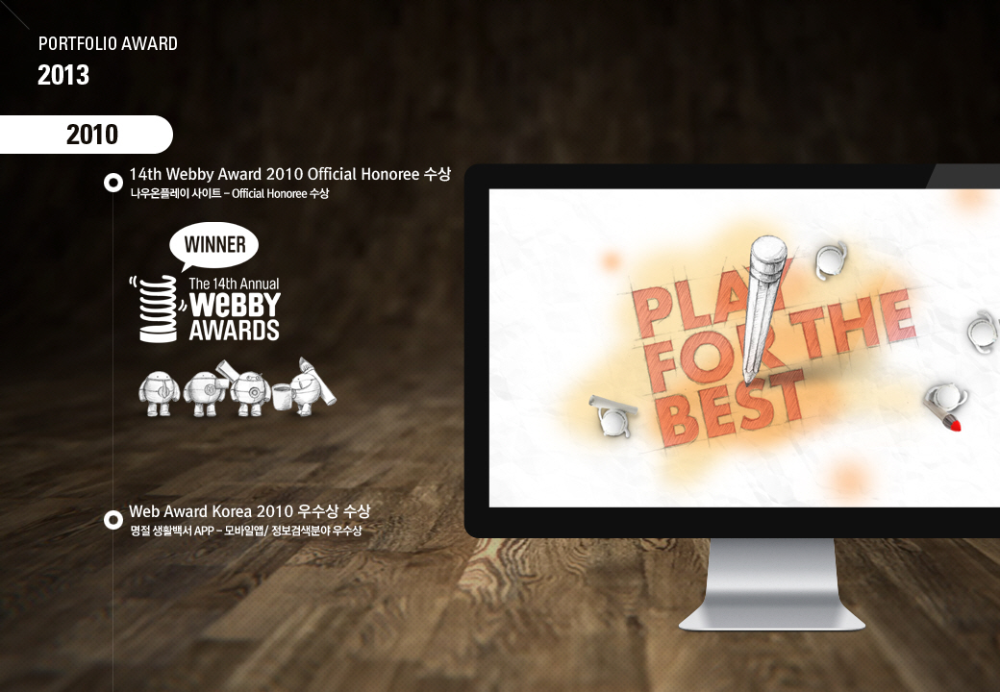 PORTFOLIO AWARD
2013
2010
14th Webby Award 2010 Official Honoree 수상
나우온플레이 사이트 – Official Honoree 수상
WINNER
The 14th Annual
WeBBY
AWARDS
Web Award Korea 2010 우수상 수상
명절 생활백서 APP – 모바일앱/ 정보검색분야 우수상
PLAY
FOR THE
BEST